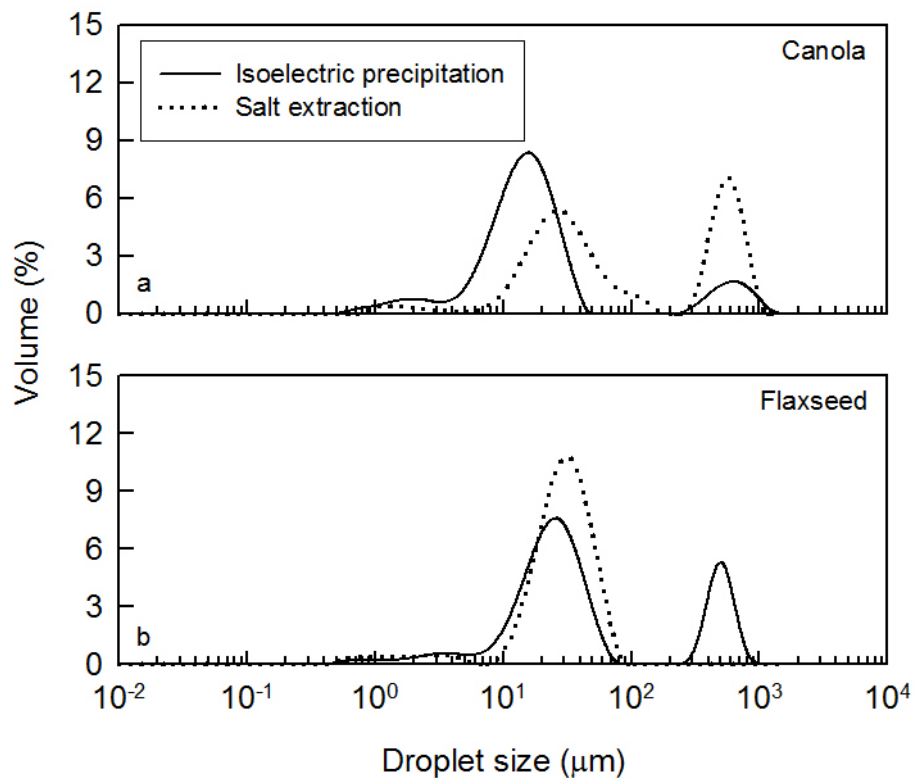 15
12
9
6
3
0
Isoelectric precipitation
Salt extraction
Canola
a
Volume (%)
15
12
9
6
3
0
Flaxseed
b
10⁻² 10⁻¹ 10⁰ 10¹ 10² 10³ 10⁴
Droplet size (μm)